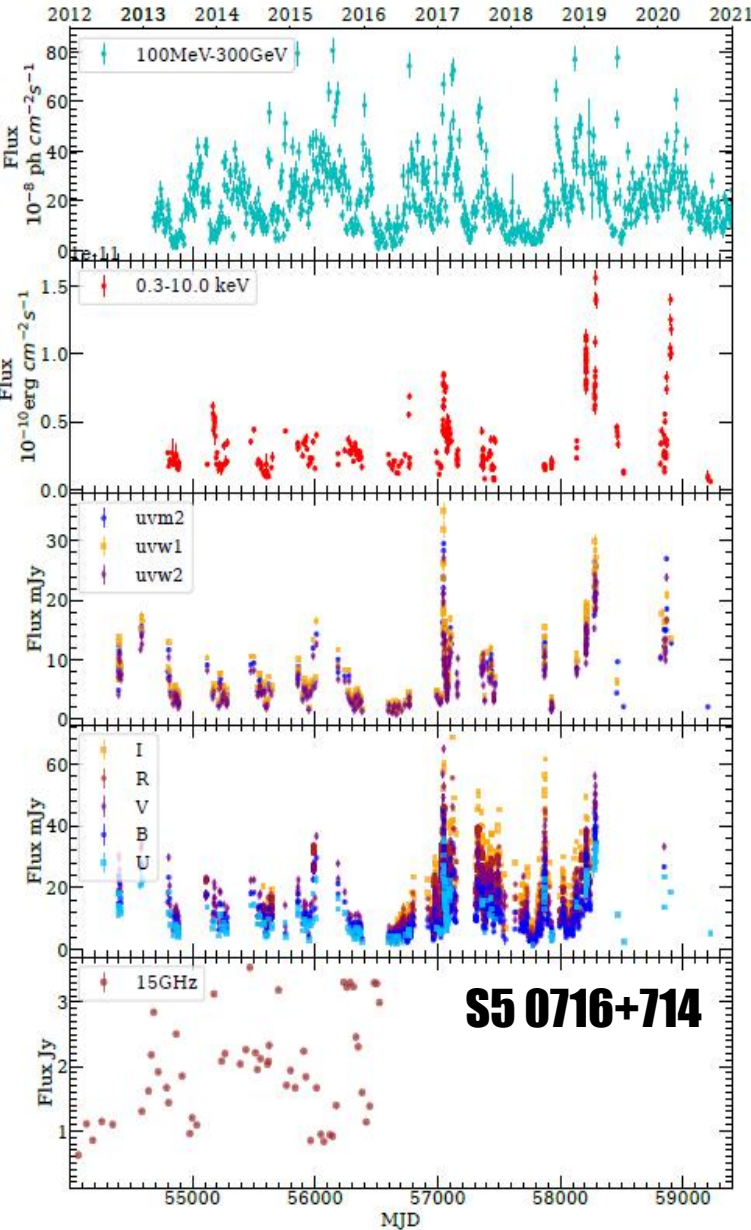 2012 2013 2014 2015 2016 2017 2018 2019 2020 2021
100MeV-300GeV
Flux
10⁻⁸ ph cm⁻²s⁻¹
80
60
40
20
0
1e-11
0.3-10.0 keV
Flux
10⁻¹⁰erg cm⁻²s⁻¹
1.5
1.0
0.5
0.0
uvm2
uvw1
uvw2
Flux mJy
30
20
10
0
I
R
V
B
U
Flux mJy
60
40
20
0
15GHz
S5 0716+714
Flux Jy
3
2
1
55000 56000 57000 58000 59000
MJD